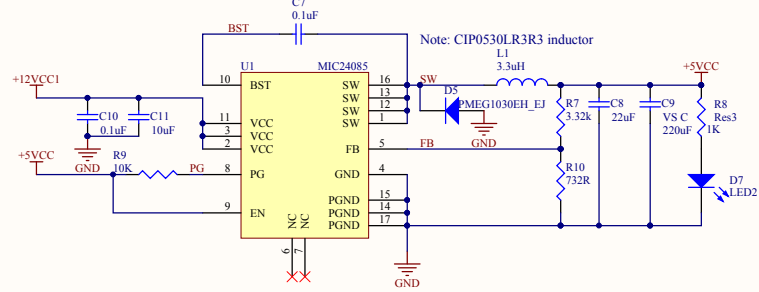 C7
0.1uF
BST
Note: CIP0530LR3R3 inductor
U1
MIC24085
L1
3.3uH
+12VCC1
+5VCC
10
BST
SW
16
SW
SW
13
D5
PMEG1030EH_EJ
SW
12
SW
1
GND
C10
0.1uF
C11
10uF
11
VCC
3
VCC
2
VCC
R7
3.32k
C8
22uF
C9
VS C
220uF
R8
Res3
1K
GND
+5VCC
R9
10K
PG
8
PG
FB
5
FB
GND
4
R10
732R
D7
LED2
9
EN
PGND
15
PGND
14
PGND
17
NC
NC
6
7
GND